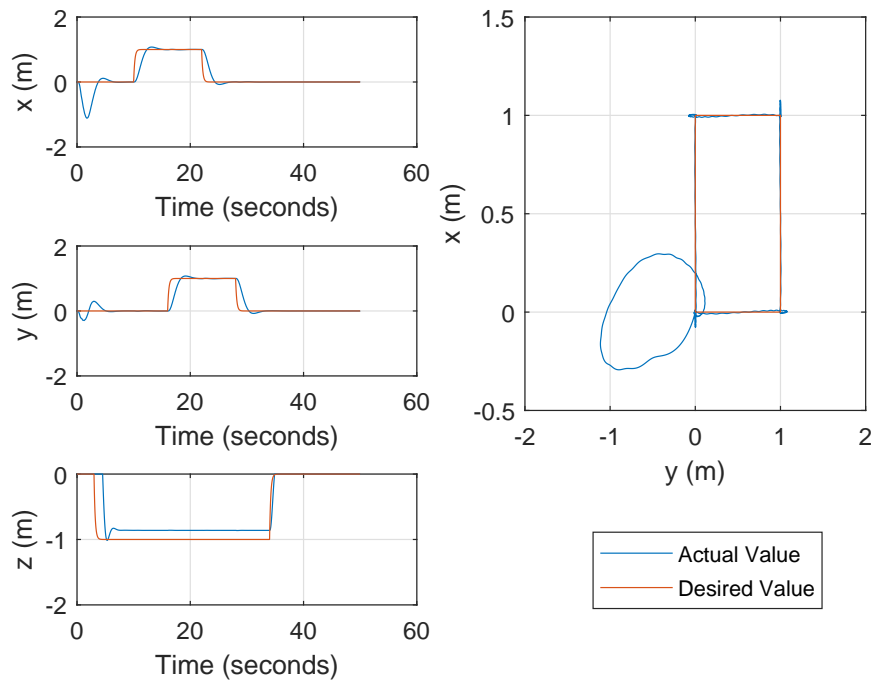 2
0
-2
x (m)
0 20 40 60
Time (seconds)
2
0
-2
y (m)
0 20 40 60
Time (seconds)
0
-1
-2
z (m)
0 20 40 60
Time (seconds)
1.5
1
0.5
0
-0.5
x (m)
-2 -1 0 1 2
y (m)
Actual Value
Desired Value